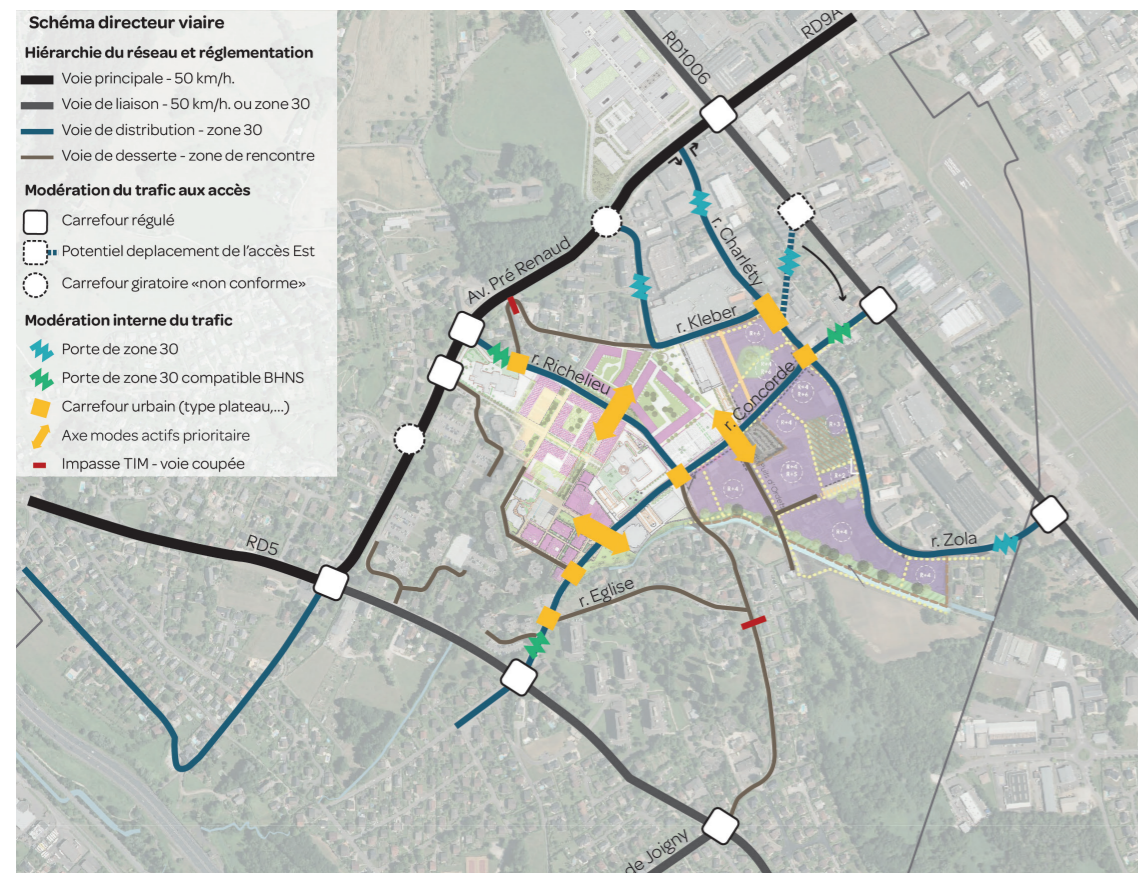 Schéma directeur viaire
Hiérarchie du réseau et réglementation
Voie principale - 50 km/h.
Voie de liaison - 50 km/h. ou zone 30
Voie de distribution - zone 30
Voie de desserte - zone de rencontre
Modération du trafic aux accès
Carrefour régulé
Potentiel deplacement de l'accès Est
Carrefour giratoire «non conforme»
Modération interne du trafic
Porte de zone 30
Porte de zone 30 compatible BHNS
Carrefour urbain (type plateau,...)
Axe modes actifs prioritaire
Impasse TIM - voie coupée
RD1006
RD9A
r. Charléty
Av. Pré Renaud
r. Kleber
r. Richelieu
r. Concorde
r. Zola
RD5
r. Eglise
de Joigny